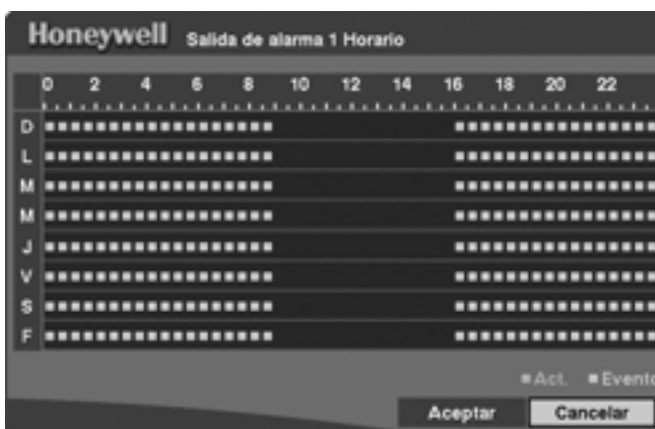 Honeywell Salida de alarma 1 Horario
0 2 4 6 8 10 12 14 16 18 20 22
D
L
M
M
J
V
S
F
Act. Evento
Aceptar Cancelar